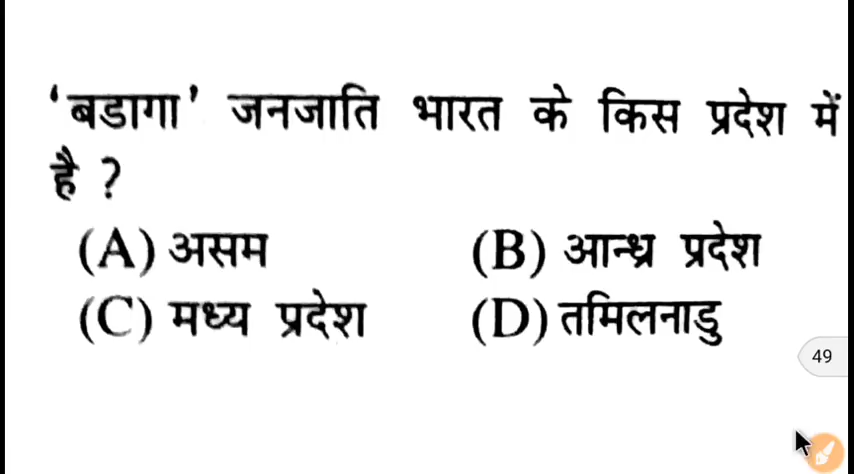 ‘बडागा’ जनजाति भारत के किस प्रदेश में
है ?
(A) असम (B) आन्ध्र प्रदेश
(C) मध्य प्रदेश (D) तमिलनाडु
49